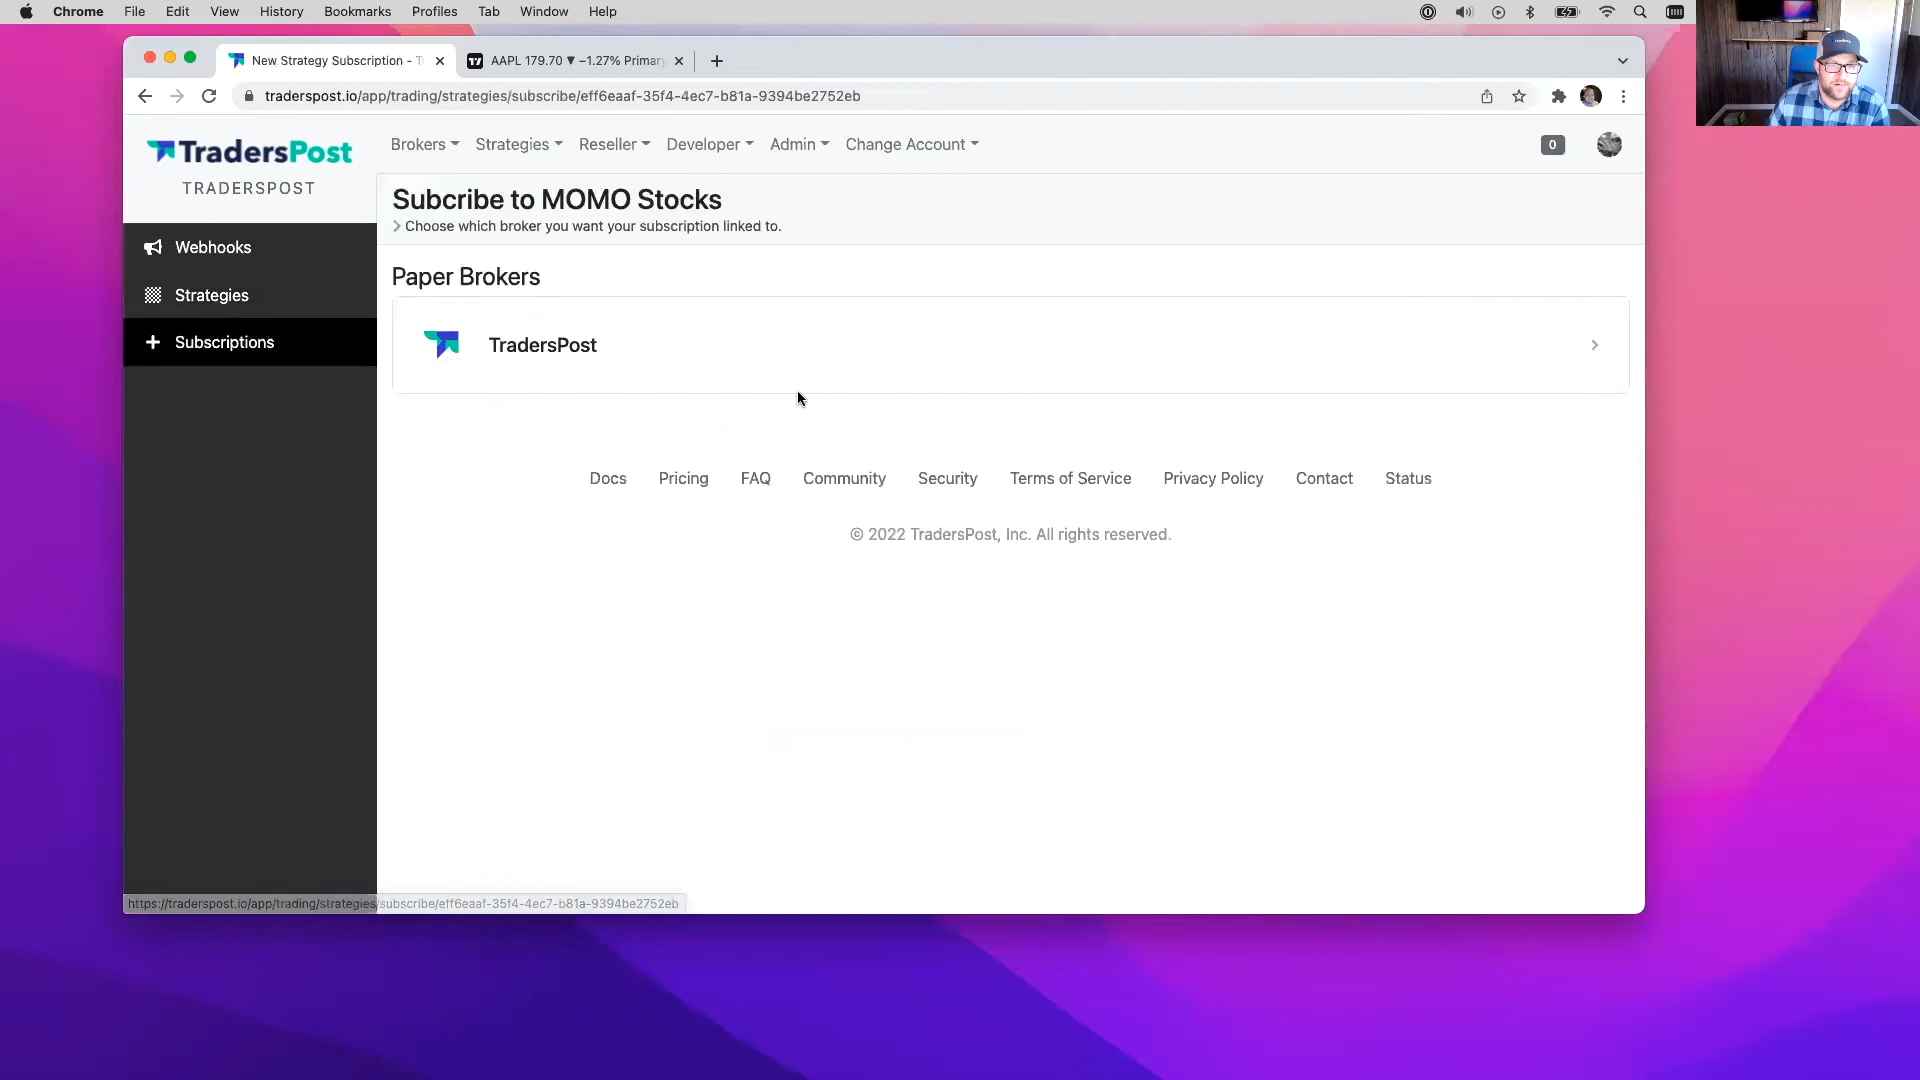 Chrome File Edit View History Bookmarks Profiles Tab Window Help
New Strategy Subscription - T
AAPL 179.70 ▼ −1.27% Primar
traderspost.io/app/trading/strategies/subscribe/eff6eaaf-35f4-4ec7-b81a-9394be2752eb
TradersPost
TRADERSPOST
Brokers Strategies Reseller Developer Admin Change Account
0
Webhooks
Strategies
Subscriptions
Subcribe to MOMO Stocks
Choose which broker you want your subscription linked to.
Paper Brokers
TradersPost
Docs Pricing FAQ Community Security Terms of Service Privacy Policy Contact Status
© 2022 TradersPost, Inc. All rights reserved.
https://traderspost.io/app/trading/strategies/subscribe/eff6eaaf-35f4-4ec7-b81a-9394be2752eb